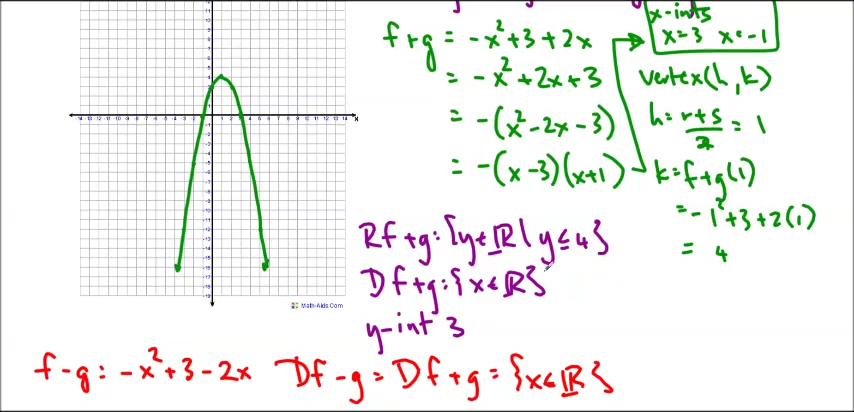 x-ints
x=3 x=-1
f+g = -x²+3+2x
= -x²+2x+3
= -(x²-2x-3)
= -(x-3)(x+1)
vertex(h,k)
h = r+s/2 = 1
k = f+g(1)
= -1²+3+2(1)
= 4
Rf+g: {y∈ℝ| y≤4}
Df+g: {x∈ℝ}
y-int 3
Math-Aids.Com
f-g: -x²+3-2x Df-g = Df+g = {x∈ℝ}